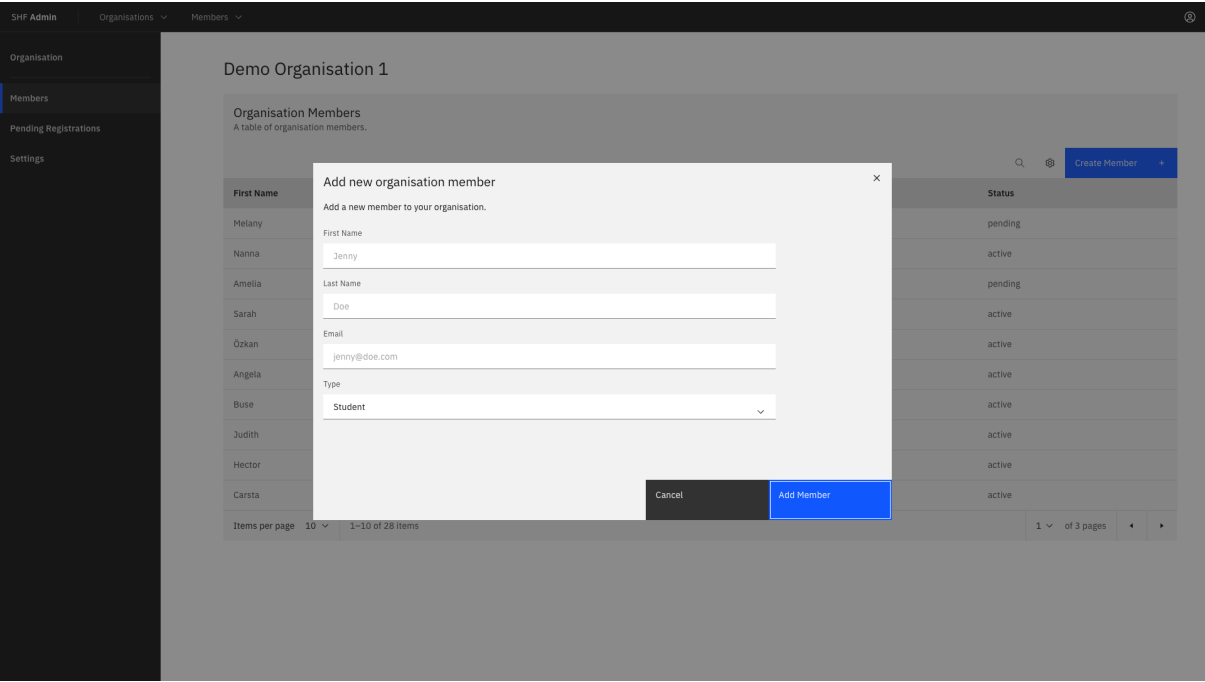 SHF Admin
Organisations
Members
Organisation
Members
Pending Registrations
Settings
Demo Organisation 1
Organisation Members
A table of organisation members.
Create Member +
First Name
Status
Melany
pending
Nanna
active
Amelia
pending
Sarah
active
Özkan
active
Angela
active
Buse
active
Judith
active
Hector
active
Carsta
active
Items per page 10
1–10 of 28 items
1 of 3 pages
Add new organisation member
Add a new member to your organisation.
First Name
Jenny
Last Name
Doe
Email
jenny@doe.com
Type
Student
Cancel
Add Member